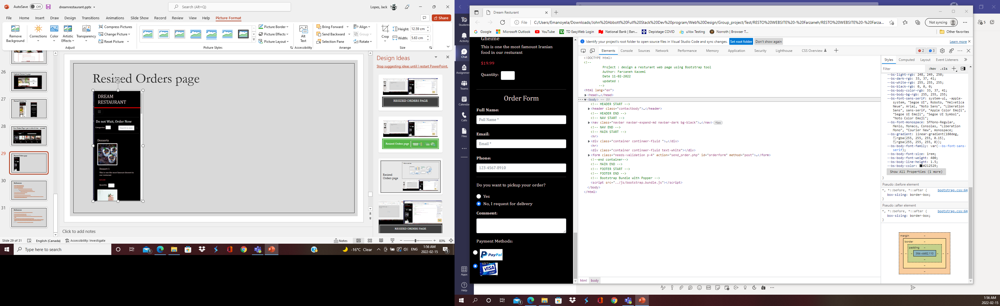 AutoSave Off dreamrestaurant.pptx Search (Alt+Q) Lopes, Jack
File Home Insert Draw Design Transitions Animations Slide Show Record Review View Help Picture Format Share
Remove Background
Corrections
Color
Artistic Effects
Transparency
Compress Pictures
Change Picture
Reset Picture
Adjust
Picture Styles
Picture Border
Picture Effects
Picture Layout
Alt Text
Accessibility
Bring Forward
Send Backward
Selection Pane
Align
Group
Rotate
Arrange
Crop
Height: 12.59 cm
Width: 5.63 cm
Size
26
27
28
29
30
31
Resized Orders page
DREAM
RESTAURANT
Do not Wait, Order Now
Categories:
Desserts
Dessert 1
This is one the most famous dessert in
our resturant
Quantity:
Design Ideas
Stop suggesting ideas until I restart PowerPoint.
RESIZED ORDERS PAGE
Resized Orders page
Resized
Orders page
RESIZED ORDERS PAGE
Click to add notes
Slide 29 of 31 English (Canada) Accessibility: Investigate Notes 83%
Type here to search
-16°C Clear ENG 1:56 AM
2022-02-15 5
Students
Activity
Chat
Assignmen
Teams
Calendar
Calls
Files
Apps
Help
Dream Resturant
File C:/Users/Emanoyela/Downloads/John%20Abbott%20Full%20Stack%20Dev%20program/Web%20Design/Group_project/Test/RESTO%20WEBSITE%20-%20Farzaneh/RESTO%20WEBSITE%20-%20Farza... Not syncing
5
Google Microsoft Outlook YouTube TD EasyWeb Login National Bank | Ban... Depistage COVID uVox Testing Norroth | Browser T... Other favorites
Gheime
This is one the most famoust Iranian
food in our resturant
$19.99
Quantity:
Order Form
Full Name:
Full Name *
Email:
Email *
Phone:
123-4567-8910
Do you want to pickup your order?
Yes
No, I request for delivery
Comment:
Payment Methods:
PayPal
VISA
DEBIT
Identify your project's root folder to open source files in Visual Studio Code and sync changes. Set root folder Don't show again Learn more
Elements Console Sources Network Performance Memory Application Security Lighthouse CSS Overview 2 3
<!DOCTYPE html>
<!--
Project : design a resturant web page using Bootstrap tool
Author: Farzaneh Kazemi
Date 11-02-2022
updated :
-->
<html lang="en">
<head>…</head>
<body> == $0
<!-- HEADER START -->
<header class="contactbody">…</header>
<!-- HEADER END -->
<!-- NAV START -->
<nav class="navbar navbar-expand-md navbar-dark bg-black">…</nav> flex
<!-- NAV END -->
<!-- MAIN START -->
<hr>
<div class="container continaer-fluid ">…</div>
<hr>
<div class="container continaer-fluid text-white"></div>
<form class="needs-validation p-4" action="send_order.php" id="orderform" method="post">…</form>
<!--end container-->
<!-- MAIN END -->
<!-- FOOTER START -->
<!-- FOOTER END -->
<!-- Bootstrap Bundle with Popper -->
<script src="../js/bootstrap.bundle.js"></script>
</body>
</html>
html body
Styles Computed Layout Event Listeners
Filter :hov .cls
--bs-light-rgb: 248, 249, 250;
--bs-dark-rgb: 33, 37, 41;
--bs-white-rgb: 255, 255, 255;
--bs-black-rgb: 0, 0, 0;
--bs-body-color-rgb: 33, 37, 41;
--bs-body-bg-rgb: 255, 255, 255;
--bs-font-sans-serif: system-ui, -apple-
system, "Segoe UI", Roboto, "Helvetica
Neue", Arial, "Noto Sans", "Liberation
Sans", sans-serif, "Apple Color Emoji",
"Segoe UI Emoji", "Segoe UI Symbol",
"Noto Color Emoji";
--bs-font-monospace: SFMono-Regular,
Menlo, Monaco, Consolas, "Liberation
Mono", "Courier New", monospace;
--bs-gradient: linear-gradient(180deg,
rgba(255, 255, 255, 0.15),
rgba(255, 255, 255, 0));
--bs-body-font-family: var(--bs-font-sans-
serif);
--bs-body-font-size: 1rem;
--bs-body-font-weight: 400;
--bs-body-line-height: 1.5;
--bs-body-color: #212529;
Show All Properties (1 more)
}
Pseudo ::before element
*, *::before, *::after { bootstrap.css:64
box-sizing: border-box;
}
Pseudo ::after element
*, *::before, *::after { bootstrap.css:64
box-sizing: border-box;
}
margin
border
padding
364×4462.110
1:56 AM
2022-02-15